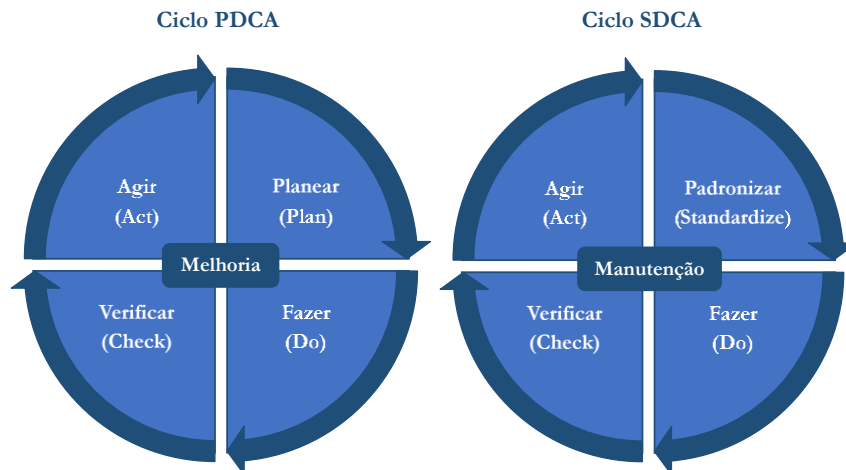 Ciclo PDCA
Agir
(Act)
Planear
(Plan)
Melhoria
Verificar
(Check)
Fazer
(Do)
Ciclo SDCA
Agir
(Act)
Padronizar
(Standardize)
Manutenção
Verificar
(Check)
Fazer
(Do)